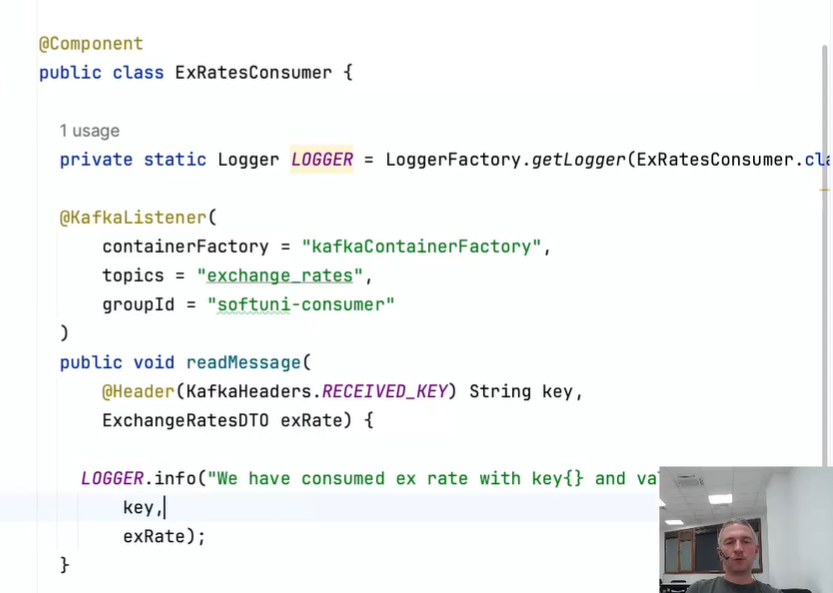 @Component
public class ExRatesConsumer {
1 usage
private static Logger LOGGER = LoggerFactory.getLogger(ExRatesConsumer.cla
@KafkaListener(
containerFactory = "kafkaContainerFactory",
topics = "exchange_rates",
groupId = "softuni-consumer"
)
public void readMessage(
@Header(KafkaHeaders.RECEIVED_KEY) String key,
ExchangeRatesDTO exRate) {
LOGGER.info("We have consumed ex rate with key{} and va
key,
exRate);
}